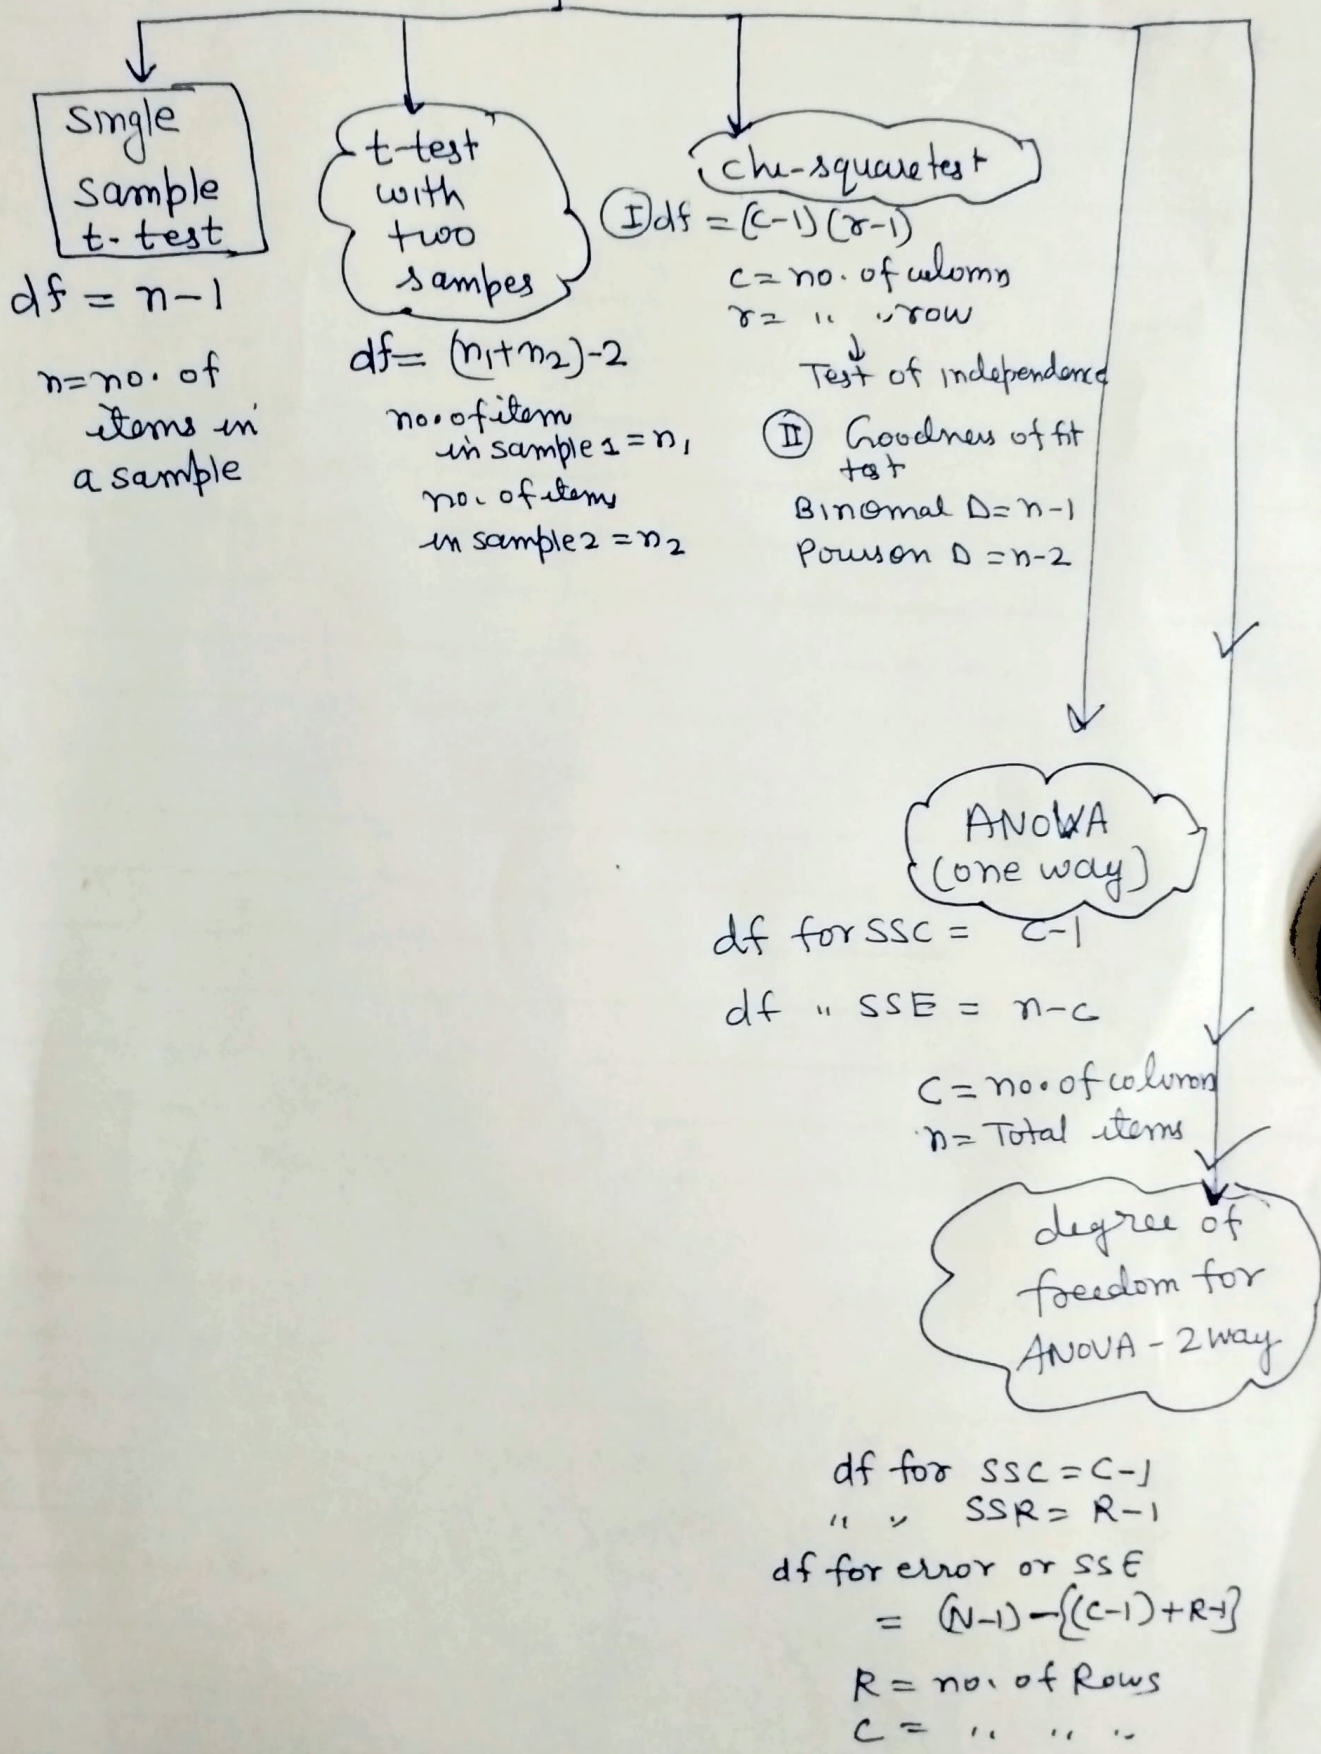 Single
sample
t-test
df = n-1
n=no. of
items in
a sample
t-test
with
two
sampes
df= (n1+n2)-2
no. of item
in sample 1 = n1
no. of items
in sample 2 = n2
chi-square test
I df = (c-1) (r-1)
c = no. of colomn
r = " " row
↓
Test of independence
II Goodness of fit
test
Binomal D = n-1
Poisson D = n-2
ANOVA
(one way)
df for SSC = C-1
df " SSE = n-c
C = no. of column
n = Total items
degree of
freedom for
ANOVA - 2 way
df for SSC = C-1
" " SSR = R-1
df for error or SSE
= (N-1) -{(C-1)+R-1}
R = no. of Rows
C = " " "